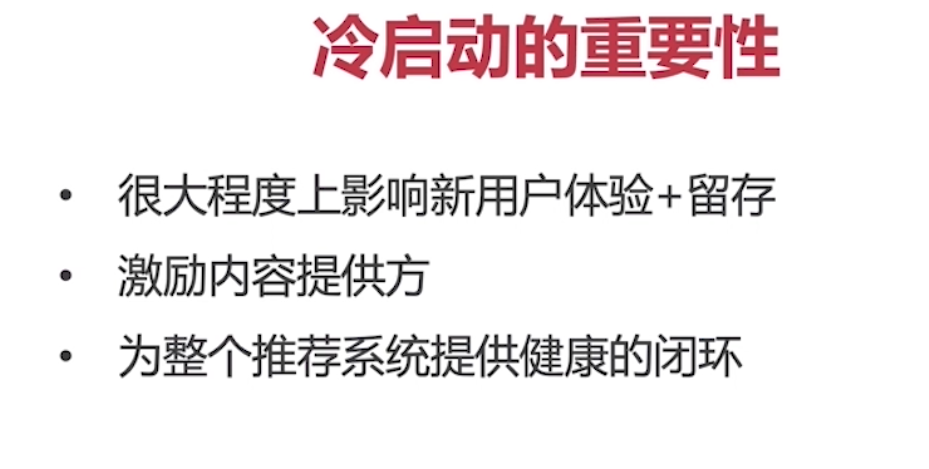 冷启动的重要性
• 很大程度上影响新用户体验+留存
• 激励内容提供方
• 为整个推荐系统提供健康的闭环